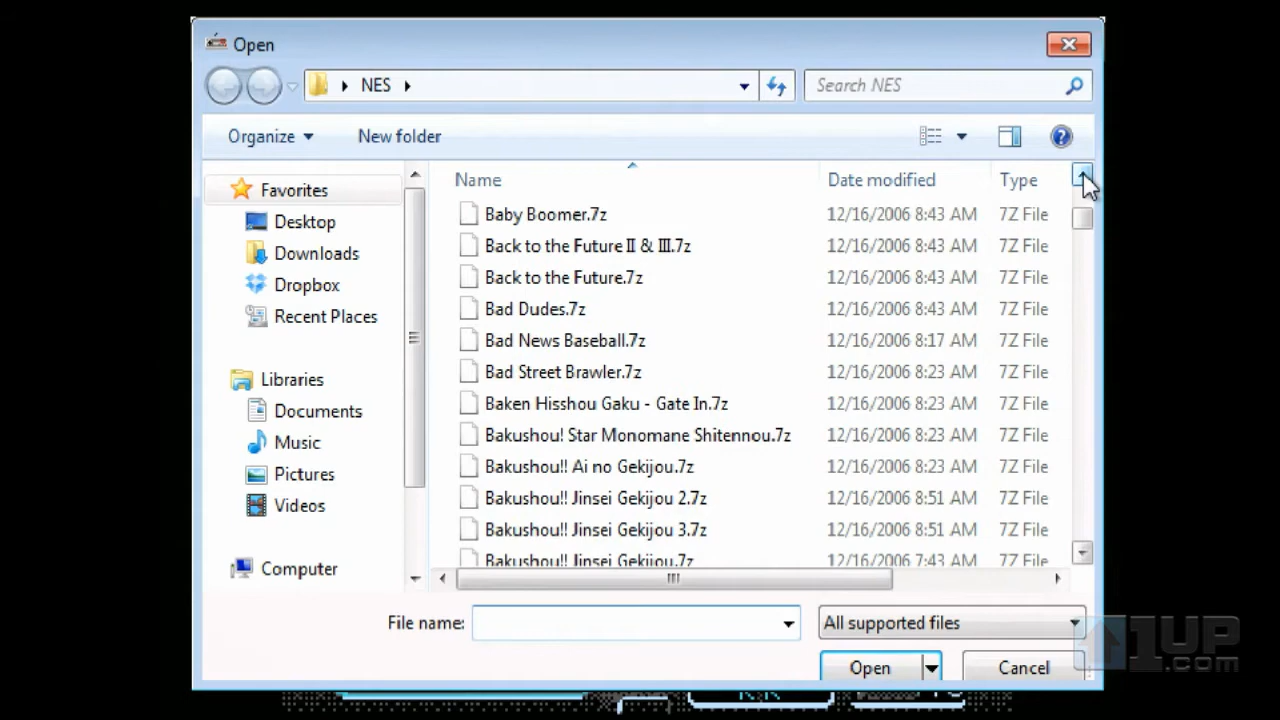 Open
NES
Search NES
Organize
New folder
Favorites
Desktop
Downloads
Dropbox
Recent Places
Libraries
Documents
Music
Pictures
Videos
Computer
Name Date modified Type
Baby Boomer.7z 12/16/2006 8:43 AM 7Z File
Back to the Future II & III.7z 12/16/2006 8:43 AM 7Z File
Back to the Future.7z 12/16/2006 8:43 AM 7Z File
Bad Dudes.7z 12/16/2006 8:43 AM 7Z File
Bad News Baseball.7z 12/16/2006 8:17 AM 7Z File
Bad Street Brawler.7z 12/16/2006 8:23 AM 7Z File
Baken Hisshou Gaku - Gate In.7z 12/16/2006 8:23 AM 7Z File
Bakushou! Star Monomane Shitennou.7z 12/16/2006 8:23 AM 7Z File
Bakushou!! Ai no Gekijou.7z 12/16/2006 8:23 AM 7Z File
Bakushou!! Jinsei Gekijou 2.7z 12/16/2006 8:51 AM 7Z File
Bakushou!! Jinsei Gekijou 3.7z 12/16/2006 8:51 AM 7Z File
Bakushou!! Jinsei Gekijou.7z 12/16/2006 7:43 AM 7Z File
File name:
All supported files
Open
Cancel
1UP
.com